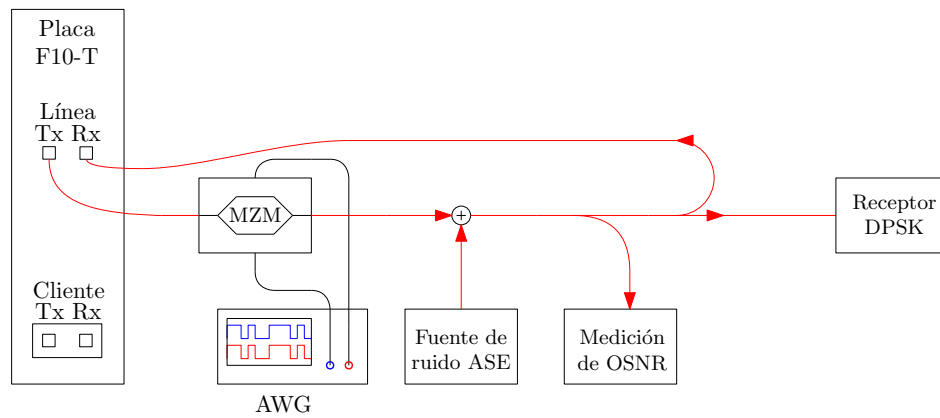 Placa
F10-T
Línea
Tx Rx
MZM
+
Receptor
DPSK
Cliente
Tx Rx
Fuente de
ruido ASE
Medición
de OSNR
AWG